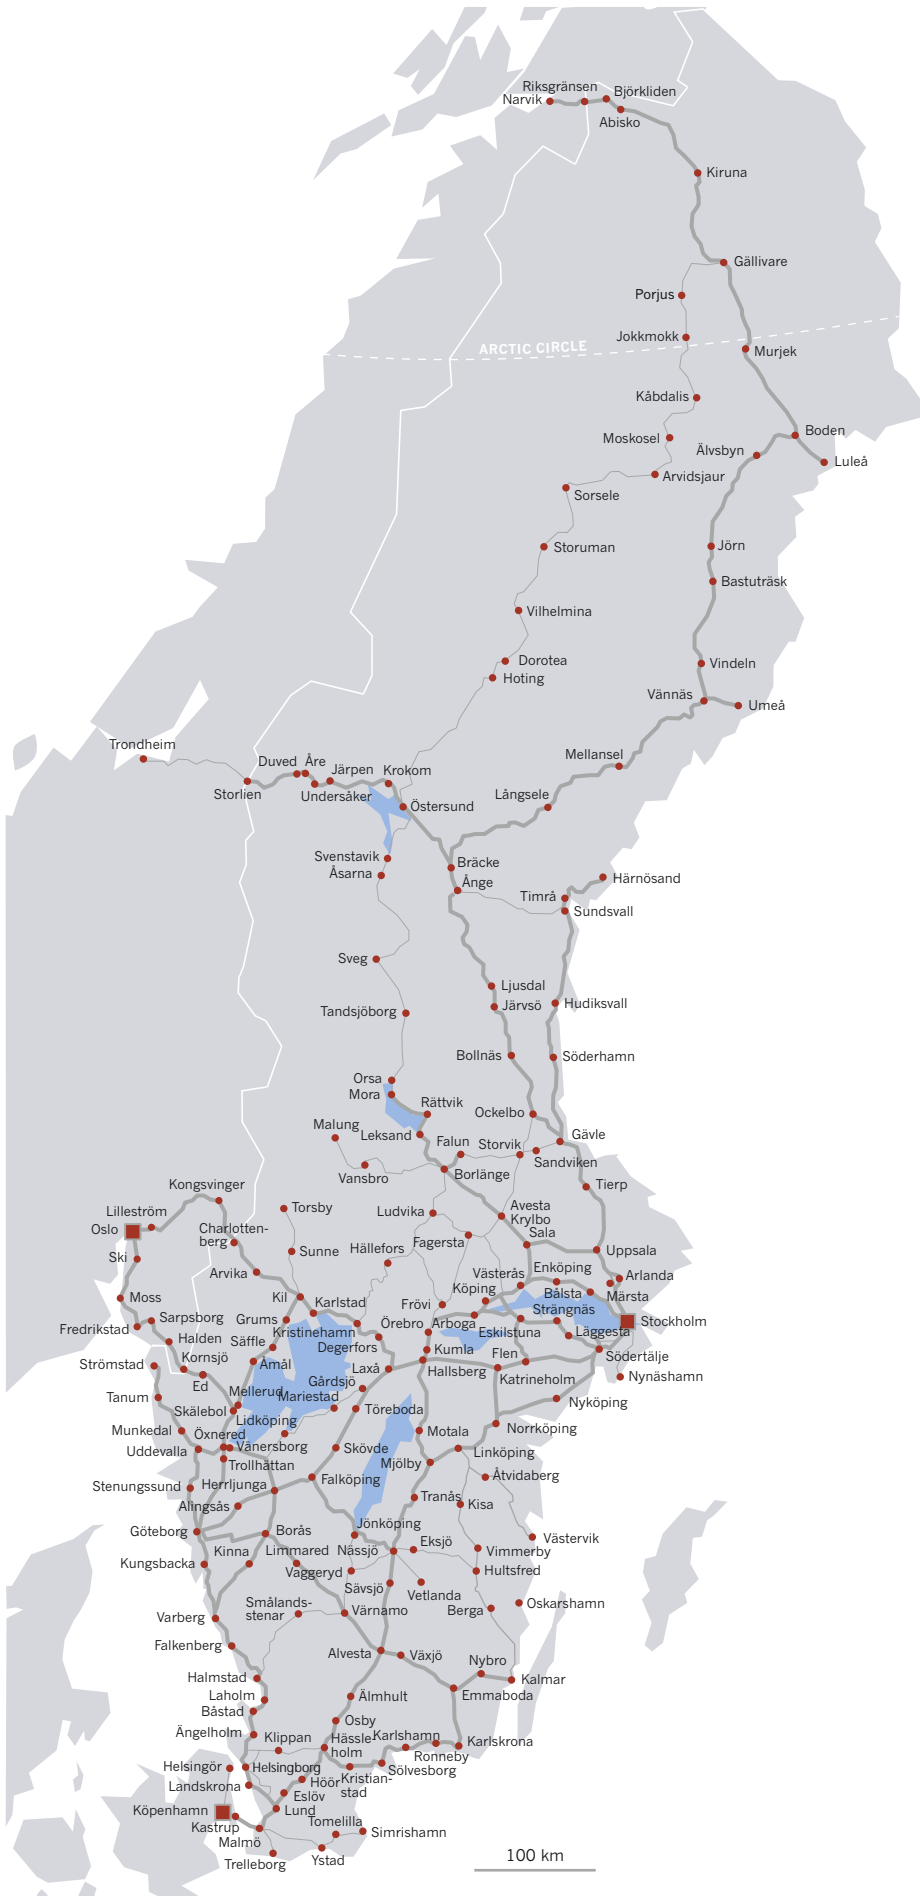 Riksgränsen
Björkliden
Narvik
Abisko
Kiruna
Gällivare
Porjus
Jokkmokk
ARCTIC CIRCLE
Murjek
Kåbdalis
Boden
Moskosel
Älvsbyn
Luleå
Arvidsjaur
Sorsele
Jörn
Storuman
Bastuträsk
Vilhelmina
Dorotea
Vindeln
Hoting
Vännäs
Umeå
Trondheim
Mellansel
Duved
Åre
Järpen
Krokom
Storlien
Undersåker
Långsele
Östersund
Svenstavik
Bräcke
Åsarna
Ånge
Härnösand
Timrå
Sundsvall
Sveg
Ljusdal
Järvsö
Hudiksvall
Tandsjöborg
Bollnäs
Söderhamn
Orsa
Mora
Rättvik
Ockelbo
Malung
Leksand
Falun
Storvik
Gävle
Sandviken
Vansbro
Borlänge
Kongsvinger
Tierp
Lilleström
Torsby
Ludvika
Avesta
Krylbo
Oslo
Charlotten-
berg
Fagersta
Sala
Ski
Sunne
Hällefors
Uppsala
Arvika
Västerås
Enköping
Arlanda
Moss
Kil
Karlstad
Frövi
Köping
Bålsta
Märsta
Sarpsborg
Grums
Örebro
Arboga
Strängnäs
Stockholm
Fredrikstad
Halden
Säffle
Kristinehamn
Degerfors
Eskilstuna
Läggesta
Strömstad
Kornsjö
Åmål
Laxå
Kumla
Flen
Södertälje
Ed
Gårdsjö
Hallsberg
Katrineholm
Nynäshamn
Tanum
Mellerud
Mariestad
Nyköping
Skälebol
Lidköping
Töreboda
Munkedal
Öxnered
Motala
Norrköping
Uddevalla
Vänersborg
Skövde
Linköping
Trollhättan
Mjölby
Stenungssund
Herrljunga
Falköping
Åtvidaberg
Alingsås
Tranås
Kisa
Göteborg
Borås
Jönköping
Västervik
Kinna
Limmared
Nässjö
Eksjö
Vimmerby
Kungsbacka
Vaggeryd
Hultsfred
Sävsjö
Vetlanda
Smålands-
stenar
Värnamo
Berga
Oskarshamn
Varberg
Falkenberg
Alvesta
Växjö
Nybro
Halmstad
Kalmar
Laholm
Älmhult
Emmaboda
Båstad
Osby
Ängelholm
Klippan
Hässle-
holm
Karlshamn
Karlskrona
Ronneby
Helsingör
Helsingborg
Sölvesborg
Landskrona
Höör
Kristian-
stad
Eslöv
Köpenhamn
Lund
Kastrup
Tomelilla
Malmö
Simrishamn
Trelleborg
Ystad
100 km